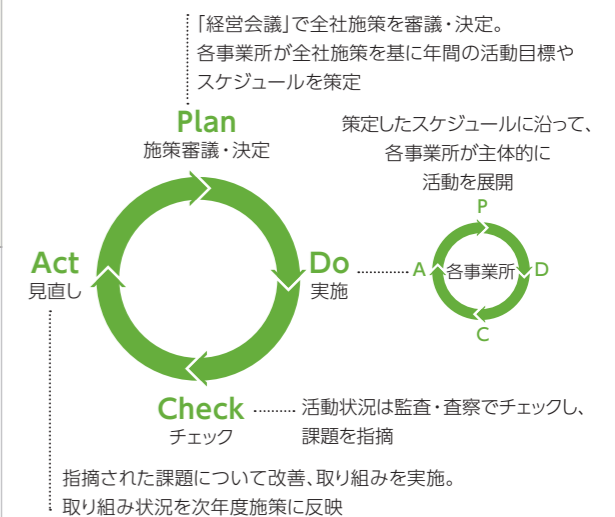 「経営会議」で全社施策を審議・決定。
各事業所が全社施策を基に年間の活動目標や
スケジュールを策定
Plan
施策審議・決定
策定したスケジュールに沿って、
各事業所が主体的に
活動を展開
P
Act
見直し
Do
実施
A
各事業所
D
C
Check
チェック
活動状況は監査・査察でチェックし、
課題を指摘
指摘された課題について改善、取り組みを実施。
取り組み状況を次年度施策に反映